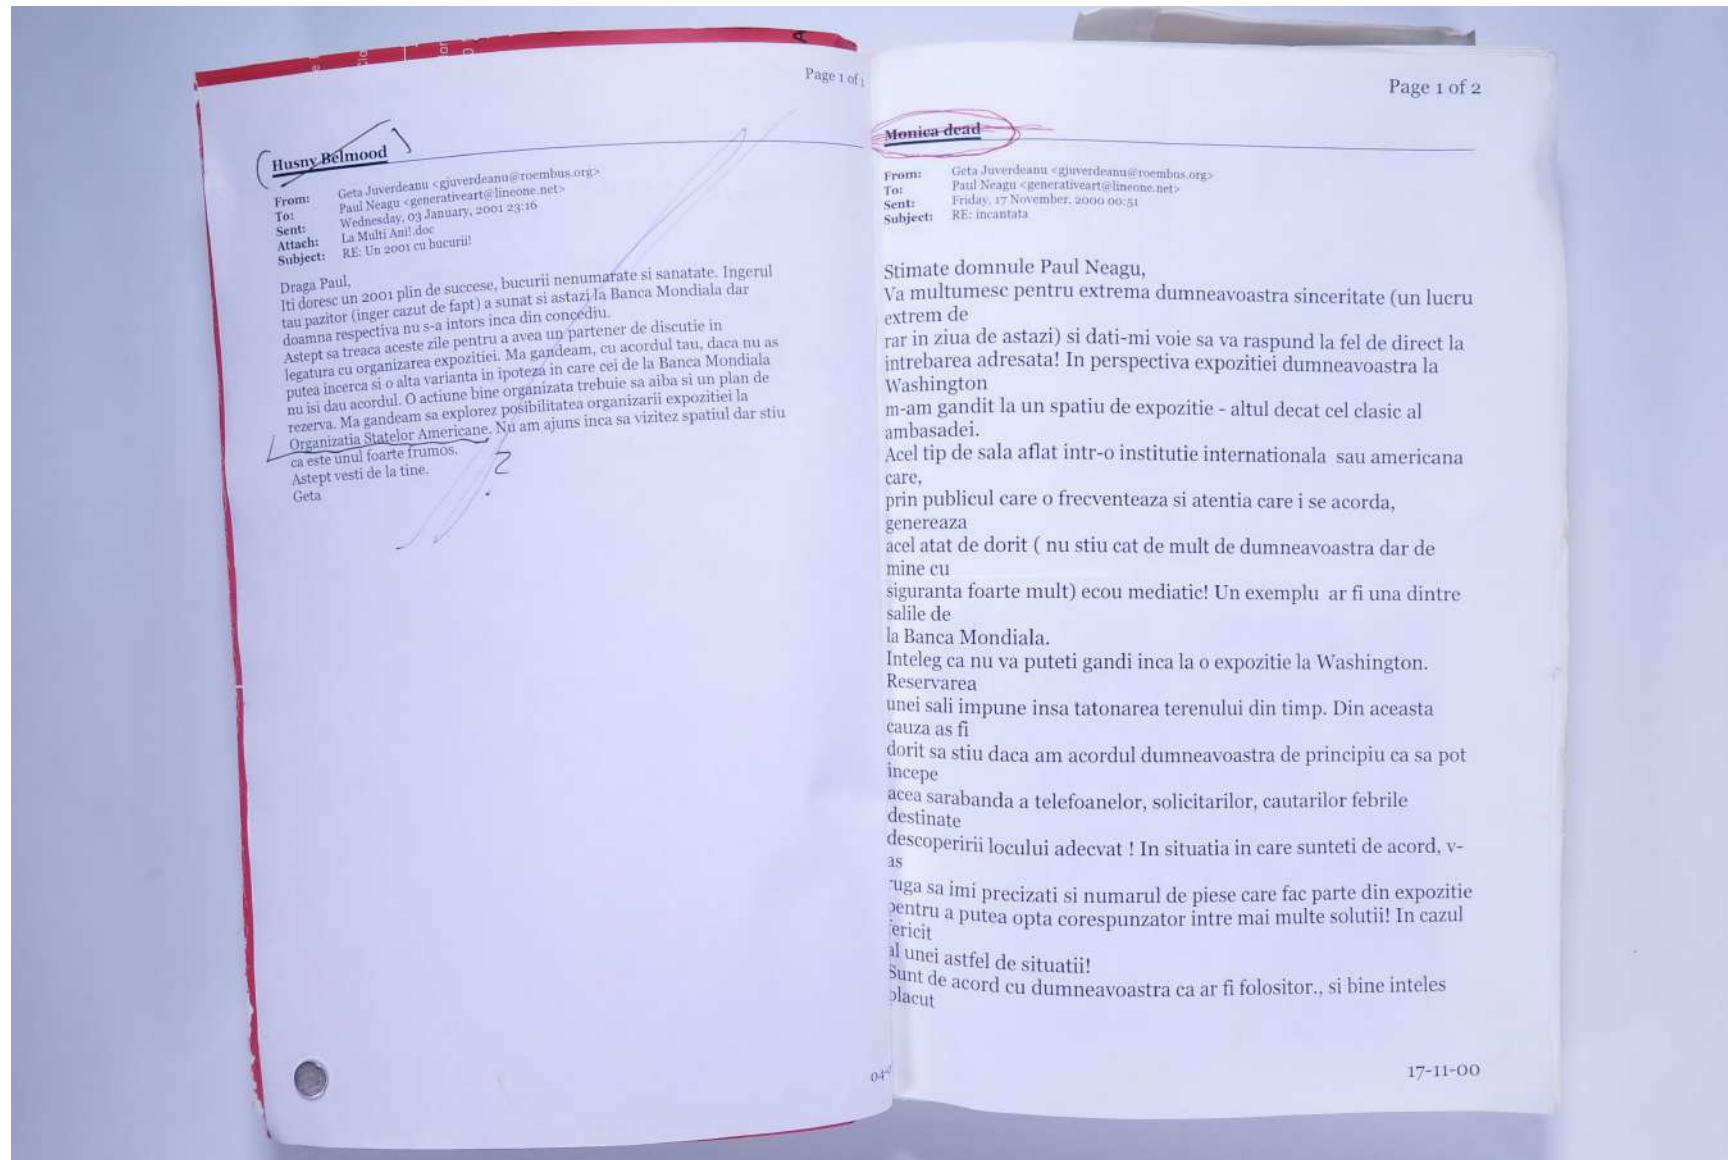 Page 1 of 1
Husny Belmood
From: Geta Juverdeanu <gjuverdeanu@roembus.org>
To: Paul Neagu <generativeart@lineone.net>
Sent: Wednesday, 03 January, 2001 23:16
Attach: La Multi Ani!.doc
Subject: RE: Un 2001 cu bucurii!
Draga Paul,
Iti doresc un 2001 plin de succese, bucurii nenumarate si sanatate. Ingerul
tau pazitor (inger cazut de fapt) a sunat si astazi la Banca Mondiala dar
doamna respectiva nu s-a intors inca din concediu.
Astept sa treaca aceste zile pentru a avea un partener de discutie in
legatura cu organizarea expozitiei. Ma gandeam, cu acordul tau, daca nu as
putea incerca si o alta varianta in ipoteza in care cei de la Banca Mondiala
nu isi dau acordul. O actiune bine organizata trebuie sa aiba si un plan de
rezerva. Ma gandeam sa explorez posibilitatea organizarii expozitiei la
Organizatia Statelor Americane. Nu am ajuns inca sa vizitez spatiul dar stiu
ca este unul foarte frumos.
Astept vesti de la tine.
Geta
?
04-
Page 1 of 2
Monica dead
From: Geta Juverdeanu <gjuverdeanu@roembus.org>
To: Paul Neagu <generativeart@lineone.net>
Sent: Friday, 17 November, 2000 00:51
Subject: RE: incantata
Stimate domnule Paul Neagu,
Va multumesc pentru extrema dumneavoastra sinceritate (un lucru
extrem de
rar in ziua de astazi) si dati-mi voie sa va raspund la fel de direct la
intrebarea adresata! In perspectiva expozitiei dumneavoastra la
Washington
m-am gandit la un spatiu de expozitie - altul decat cel clasic al
ambasadei.
Acel tip de sala aflat intr-o institutie internationala sau americana
care,
prin publicul care o frecventeaza si atentia care i se acorda,
genereaza
acel atat de dorit ( nu stiu cat de mult de dumneavoastra dar de
mine cu
siguranta foarte mult) ecou mediatic! Un exemplu ar fi una dintre
salile de
la Banca Mondiala.
Inteleg ca nu va puteti gandi inca la o expozitie la Washington.
Reservarea
unei sali impune insa tatonarea terenului din timp. Din aceasta
cauza as fi
dorit sa stiu daca am acordul dumneavoastra de principiu ca sa pot
incepe
acea sarabanda a telefoanelor, solicitarilor, cautarilor febrile
destinate
descoperirii locului adecvat ! In situatia in care sunteti de acord, v-
as
ruga sa imi precizati si numarul de piese care fac parte din expozitie
pentru a putea opta corespunzator intre mai multe solutii! In cazul
fericit
al unei astfel de situatii!
Sunt de acord cu dumneavoastra ca ar fi folositor., si bine inteles
placut
17-11-00